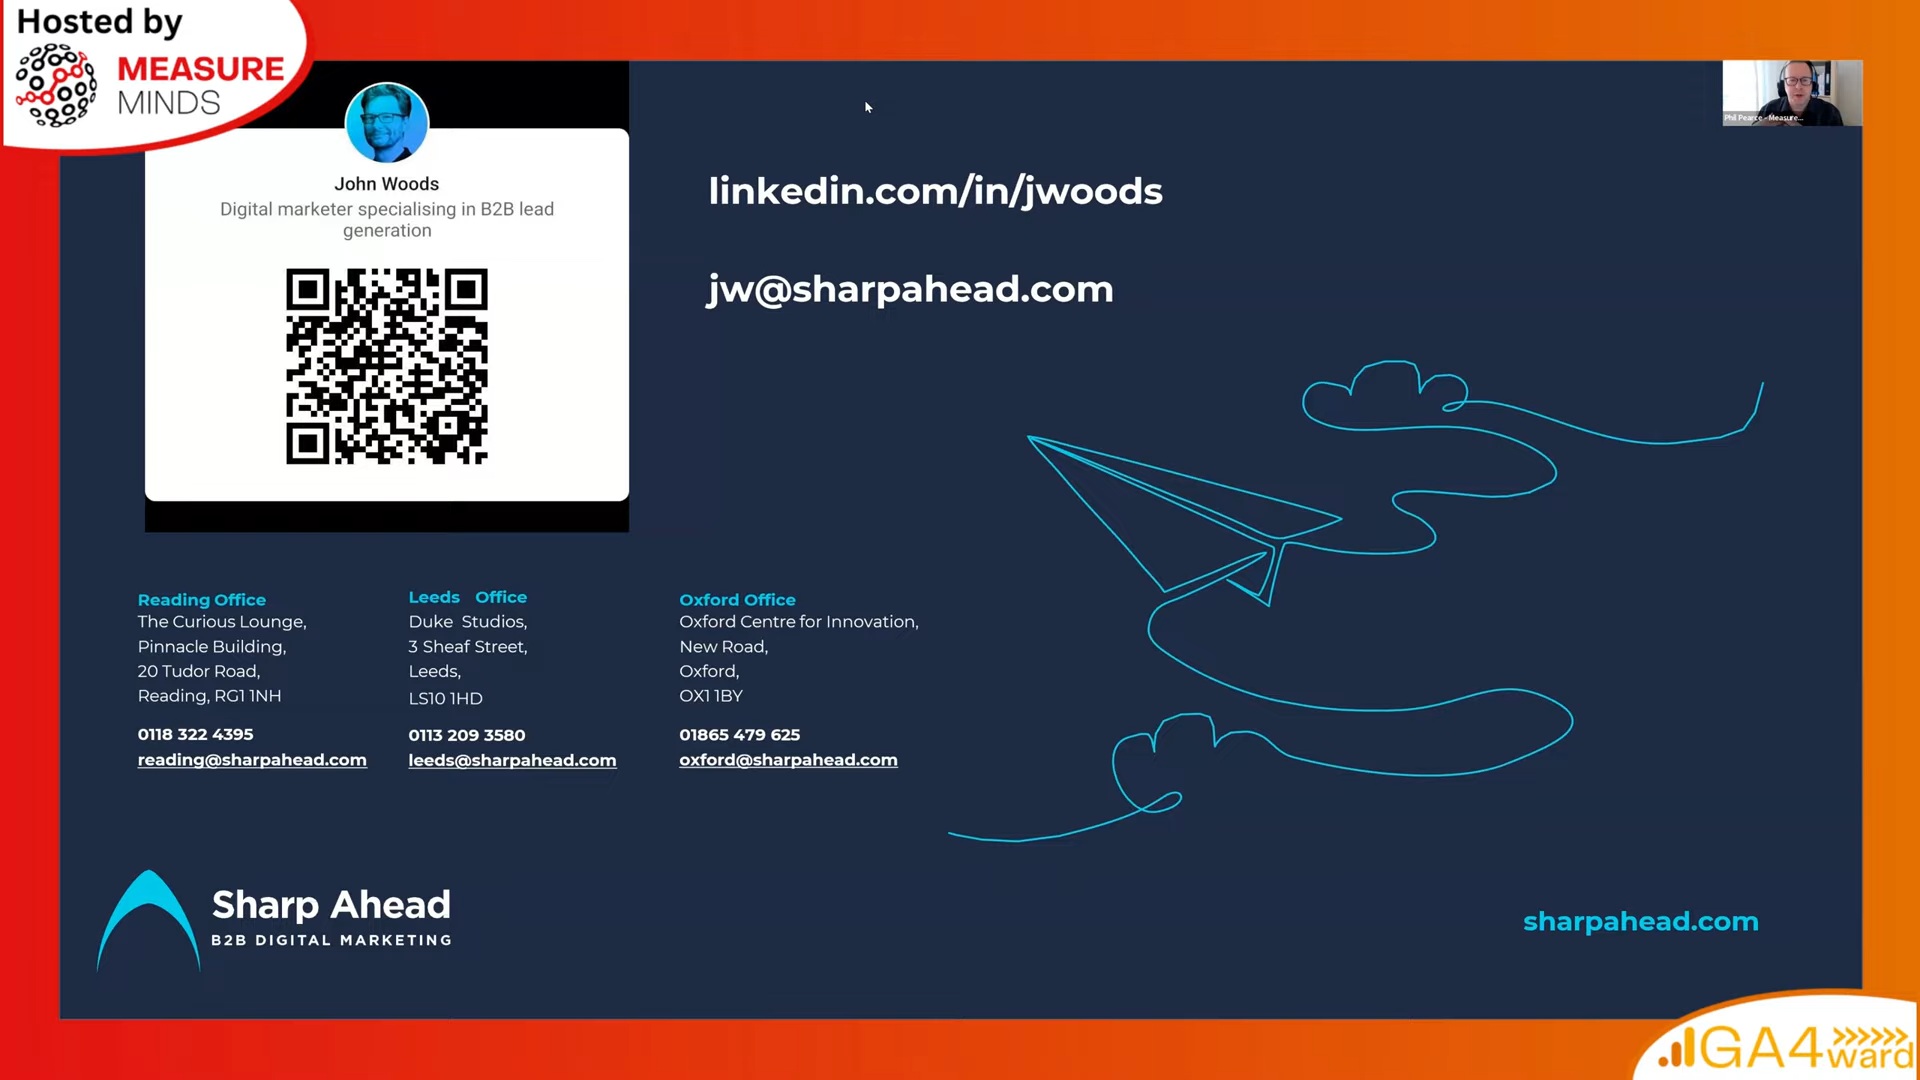 Hosted by
MEASURE
MINDS
John Woods
Digital marketer specialising in B2B lead
generation
linkedin.com/in/jwoods
jw@sharpahead.com
Phil Pearce - Measure...
Reading Office
The Curious Lounge,
Pinnacle Building,
20 Tudor Road,
Reading, RG1 1NH
0118 322 4395
reading@sharpahead.com
Leeds Office
Duke Studios,
3 Sheaf Street,
Leeds,
LS10 1HD
0113 209 3580
leeds@sharpahead.com
Oxford Office
Oxford Centre for Innovation,
New Road,
Oxford,
OX1 1BY
01865 479 625
oxford@sharpahead.com
Sharp Ahead
B2B DIGITAL MARKETING
sharpahead.com
GA4ward